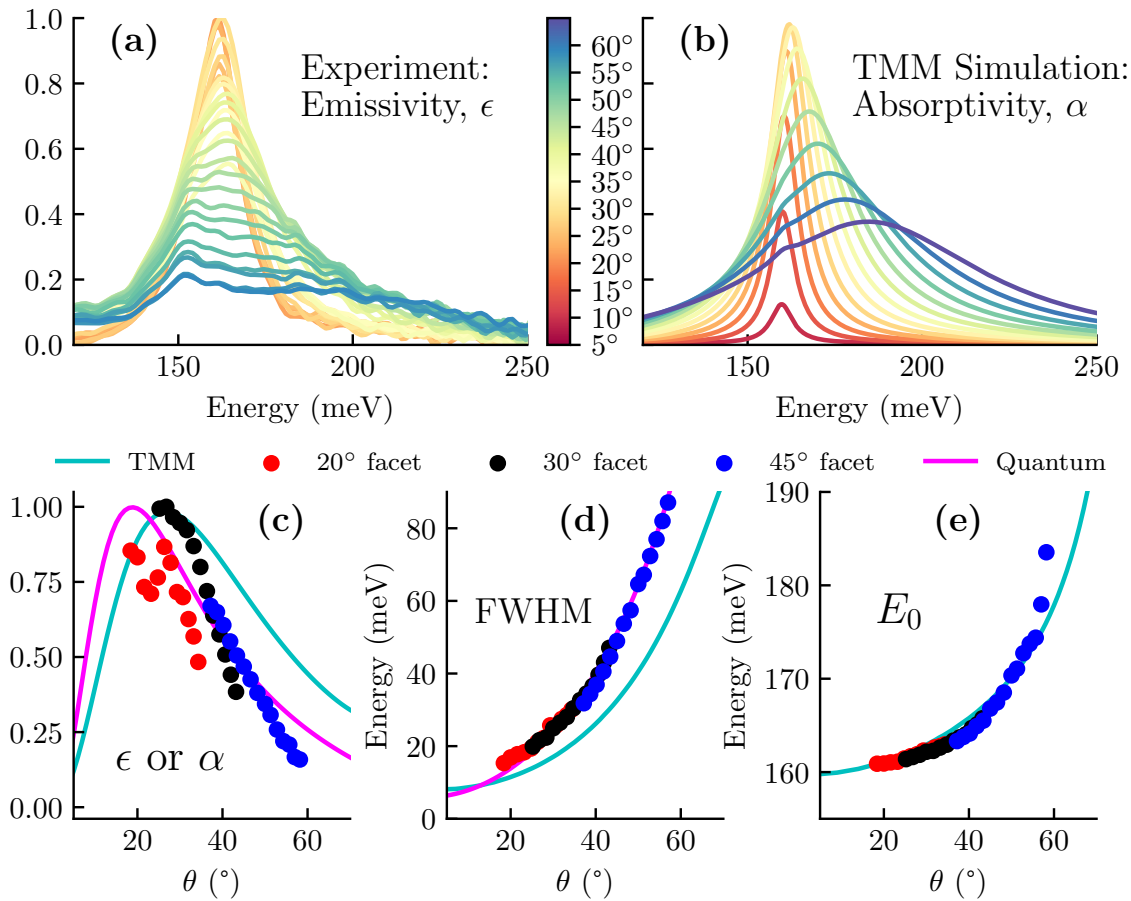 (a)
Experiment:
Emissivity, ϵ
1.0
0.8
0.6
0.4
0.2
0.0
150
200
250
Energy (meV)
60°
55°
50°
45°
40°
35°
30°
25°
20°
15°
10°
5°
(b)
TMM Simulation:
Absorptivity, α
150
200
250
Energy (meV)
TMM
20° facet
30° facet
45° facet
Quantum
(c)
ϵ or α
1.00
0.75
0.50
0.25
0.00
20
40
60
θ (°)
(d)
FWHM
Energy (meV)
80
60
40
20
0
20
40
60
θ (°)
(e)
E₀
Energy (meV)
190
180
170
160
20
40
60
θ (°)